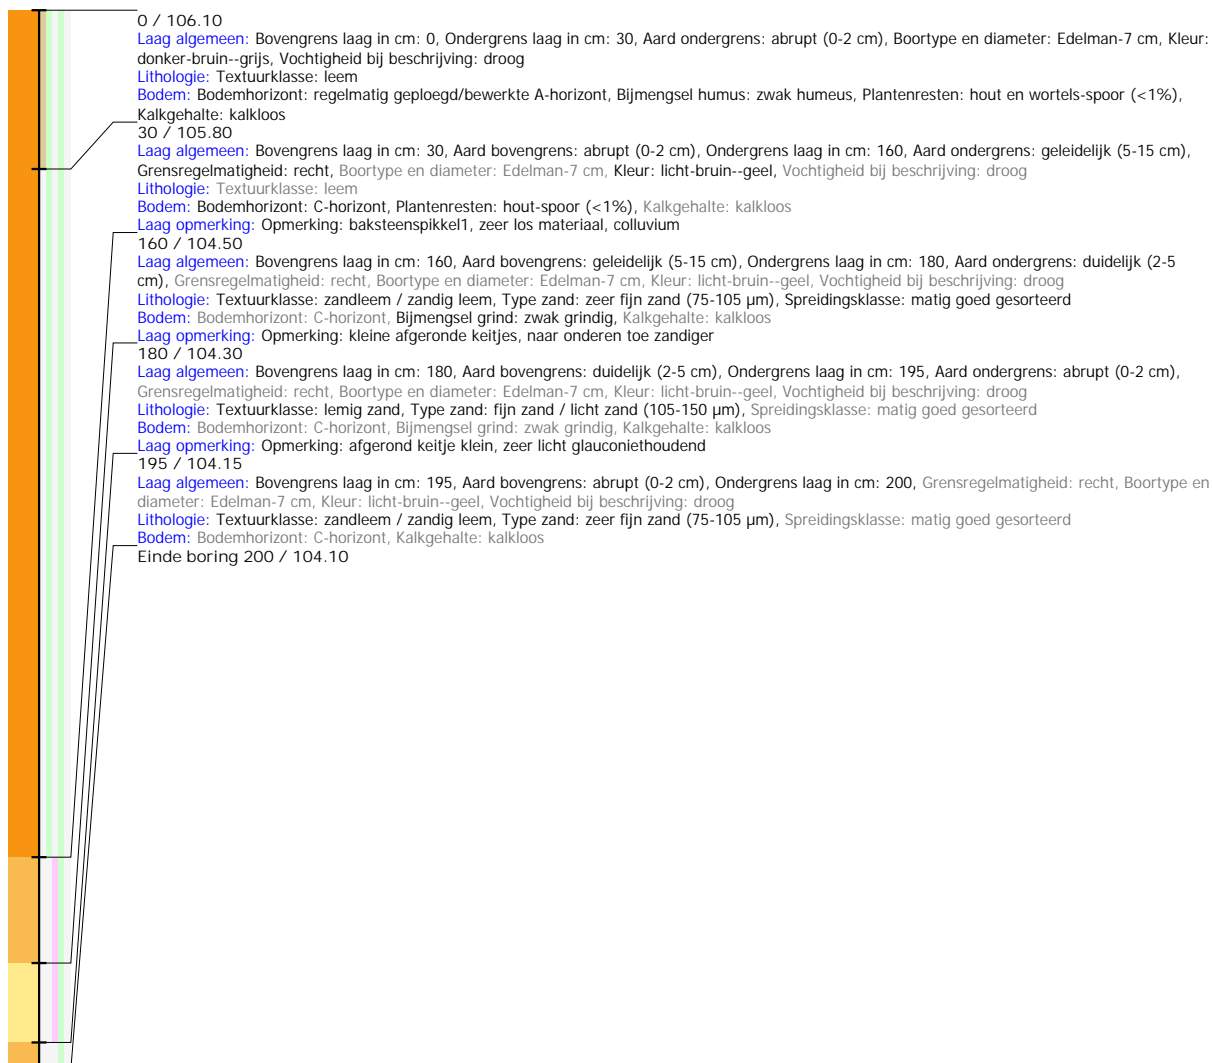 0 / 106.10
Laag algemeen: Bovengrens laag in cm: 0, Ondergrens laag in cm: 30, Aard ondergrens: abrupt (0-2 cm), Boortype en diameter: Edelman-7 cm, Kleur:
donker-bruin--grijs, Vochtigheid bij beschrijving: droog
Lithologie: Textuurklasse: leem
Bodem: Bodemhorizont: regelmatig geploegd/bewerkte A-horizont, Bijmengsel humus: zwak humeus, Plantenresten: hout en wortels-spoor (<1%),
Kalkgehalte: kalkloos
30 / 105.80
Laag algemeen: Bovengrens laag in cm: 30, Aard bovengrens: abrupt (0-2 cm), Ondergrens laag in cm: 160, Aard ondergrens: geleidelijk (5-15 cm),
Grensregelmatigheid: recht, Boortype en diameter: Edelman-7 cm, Kleur: licht-bruin--geel, Vochtigheid bij beschrijving: droog
Lithologie: Textuurklasse: leem
Bodem: Bodemhorizont: C-horizont, Plantenresten: hout-spoor (<1%), Kalkgehalte: kalkloos
Laag opmerking: Opmerking: baksteenspikkel1, zeer los materiaal, colluvium
160 / 104.50
Laag algemeen: Bovengrens laag in cm: 160, Aard bovengrens: geleidelijk (5-15 cm), Ondergrens laag in cm: 180, Aard ondergrens: duidelijk (2-5
cm), Grensregelmatigheid: recht, Boortype en diameter: Edelman-7 cm, Kleur: licht-bruin--geel, Vochtigheid bij beschrijving: droog
Lithologie: Textuurklasse: zandleem / zandig leem, Type zand: zeer fijn zand (75-105 µm), Spreidingsklasse: matig goed gesorteerd
Bodem: Bodemhorizont: C-horizont, Bijmengsel grind: zwak grindig, Kalkgehalte: kalkloos
Laag opmerking: Opmerking: kleine afgeronde keitjes, naar onderen toe zandiger
180 / 104.30
Laag algemeen: Bovengrens laag in cm: 180, Aard bovengrens: duidelijk (2-5 cm), Ondergrens laag in cm: 195, Aard ondergrens: abrupt (0-2 cm),
Grensregelmatigheid: recht, Boortype en diameter: Edelman-7 cm, Kleur: licht-bruin--geel, Vochtigheid bij beschrijving: droog
Lithologie: Textuurklasse: lemig zand, Type zand: fijn zand / licht zand (105-150 µm), Spreidingsklasse: matig goed gesorteerd
Bodem: Bodemhorizont: C-horizont, Bijmengsel grind: zwak grindig, Kalkgehalte: kalkloos
Laag opmerking: Opmerking: afgerond keitje klein, zeer licht glauconiethoudend
195 / 104.15
Laag algemeen: Bovengrens laag in cm: 195, Aard bovengrens: abrupt (0-2 cm), Ondergrens laag in cm: 200, Grensregelmatigheid: recht, Boortype en
diameter: Edelman-7 cm, Kleur: licht-bruin--geel, Vochtigheid bij beschrijving: droog
Lithologie: Textuurklasse: zandleem / zandig leem, Type zand: zeer fijn zand (75-105 µm), Spreidingsklasse: matig goed gesorteerd
Bodem: Bodemhorizont: C-horizont, Kalkgehalte: kalkloos
Einde boring 200 / 104.10